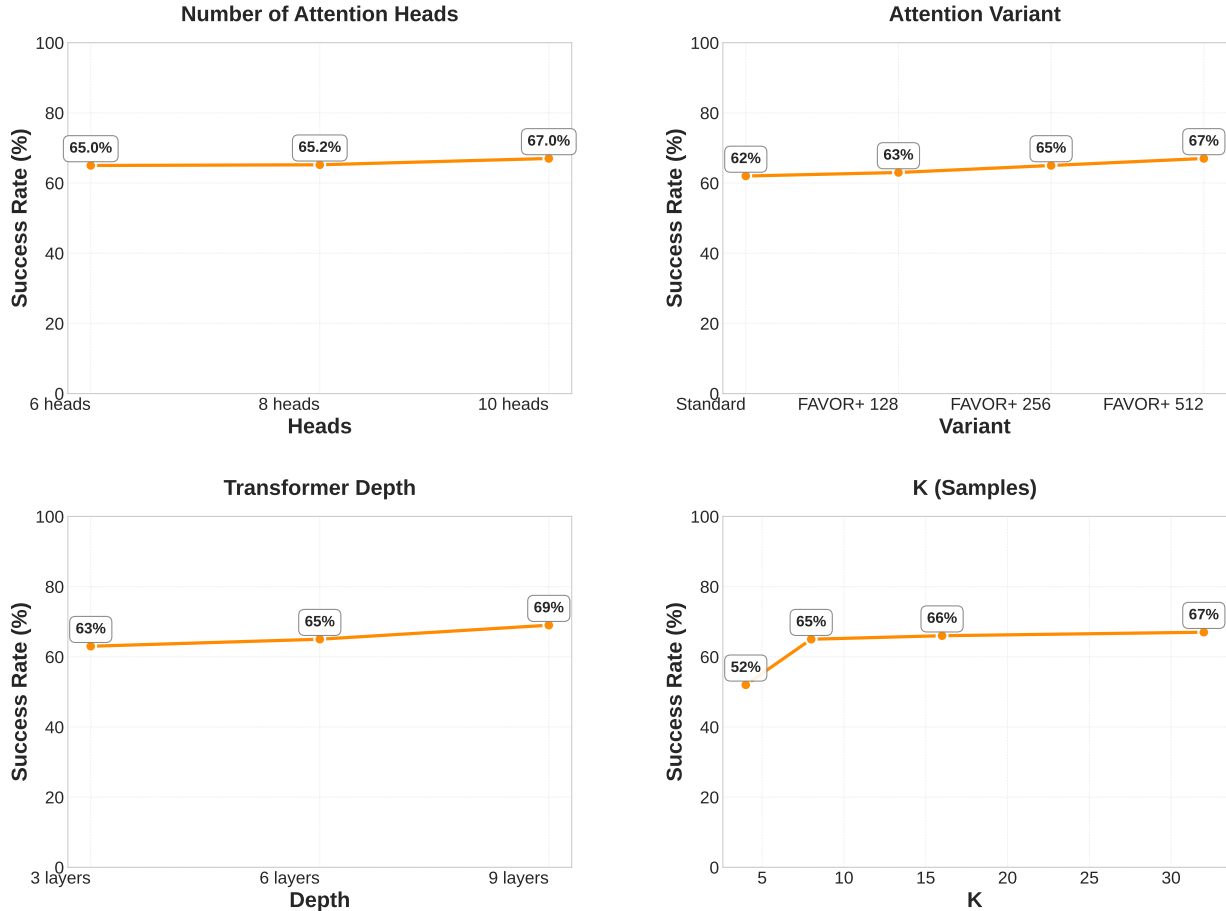 Number of Attention Heads
Success Rate (%)
100
80
60
40
20
0
65.0%
65.2%
67.0%
6 heads
8 heads
10 heads
Heads
Attention Variant
Success Rate (%)
100
80
60
40
20
0
62%
63%
65%
67%
Standard
FAVOR+ 128
FAVOR+ 256
FAVOR+ 512
Variant
Transformer Depth
Success Rate (%)
100
80
60
40
20
0
63%
65%
69%
3 layers
6 layers
9 layers
Depth
K (Samples)
Success Rate (%)
100
80
60
40
20
0
52%
65%
66%
67%
5
10
15
20
25
30
K